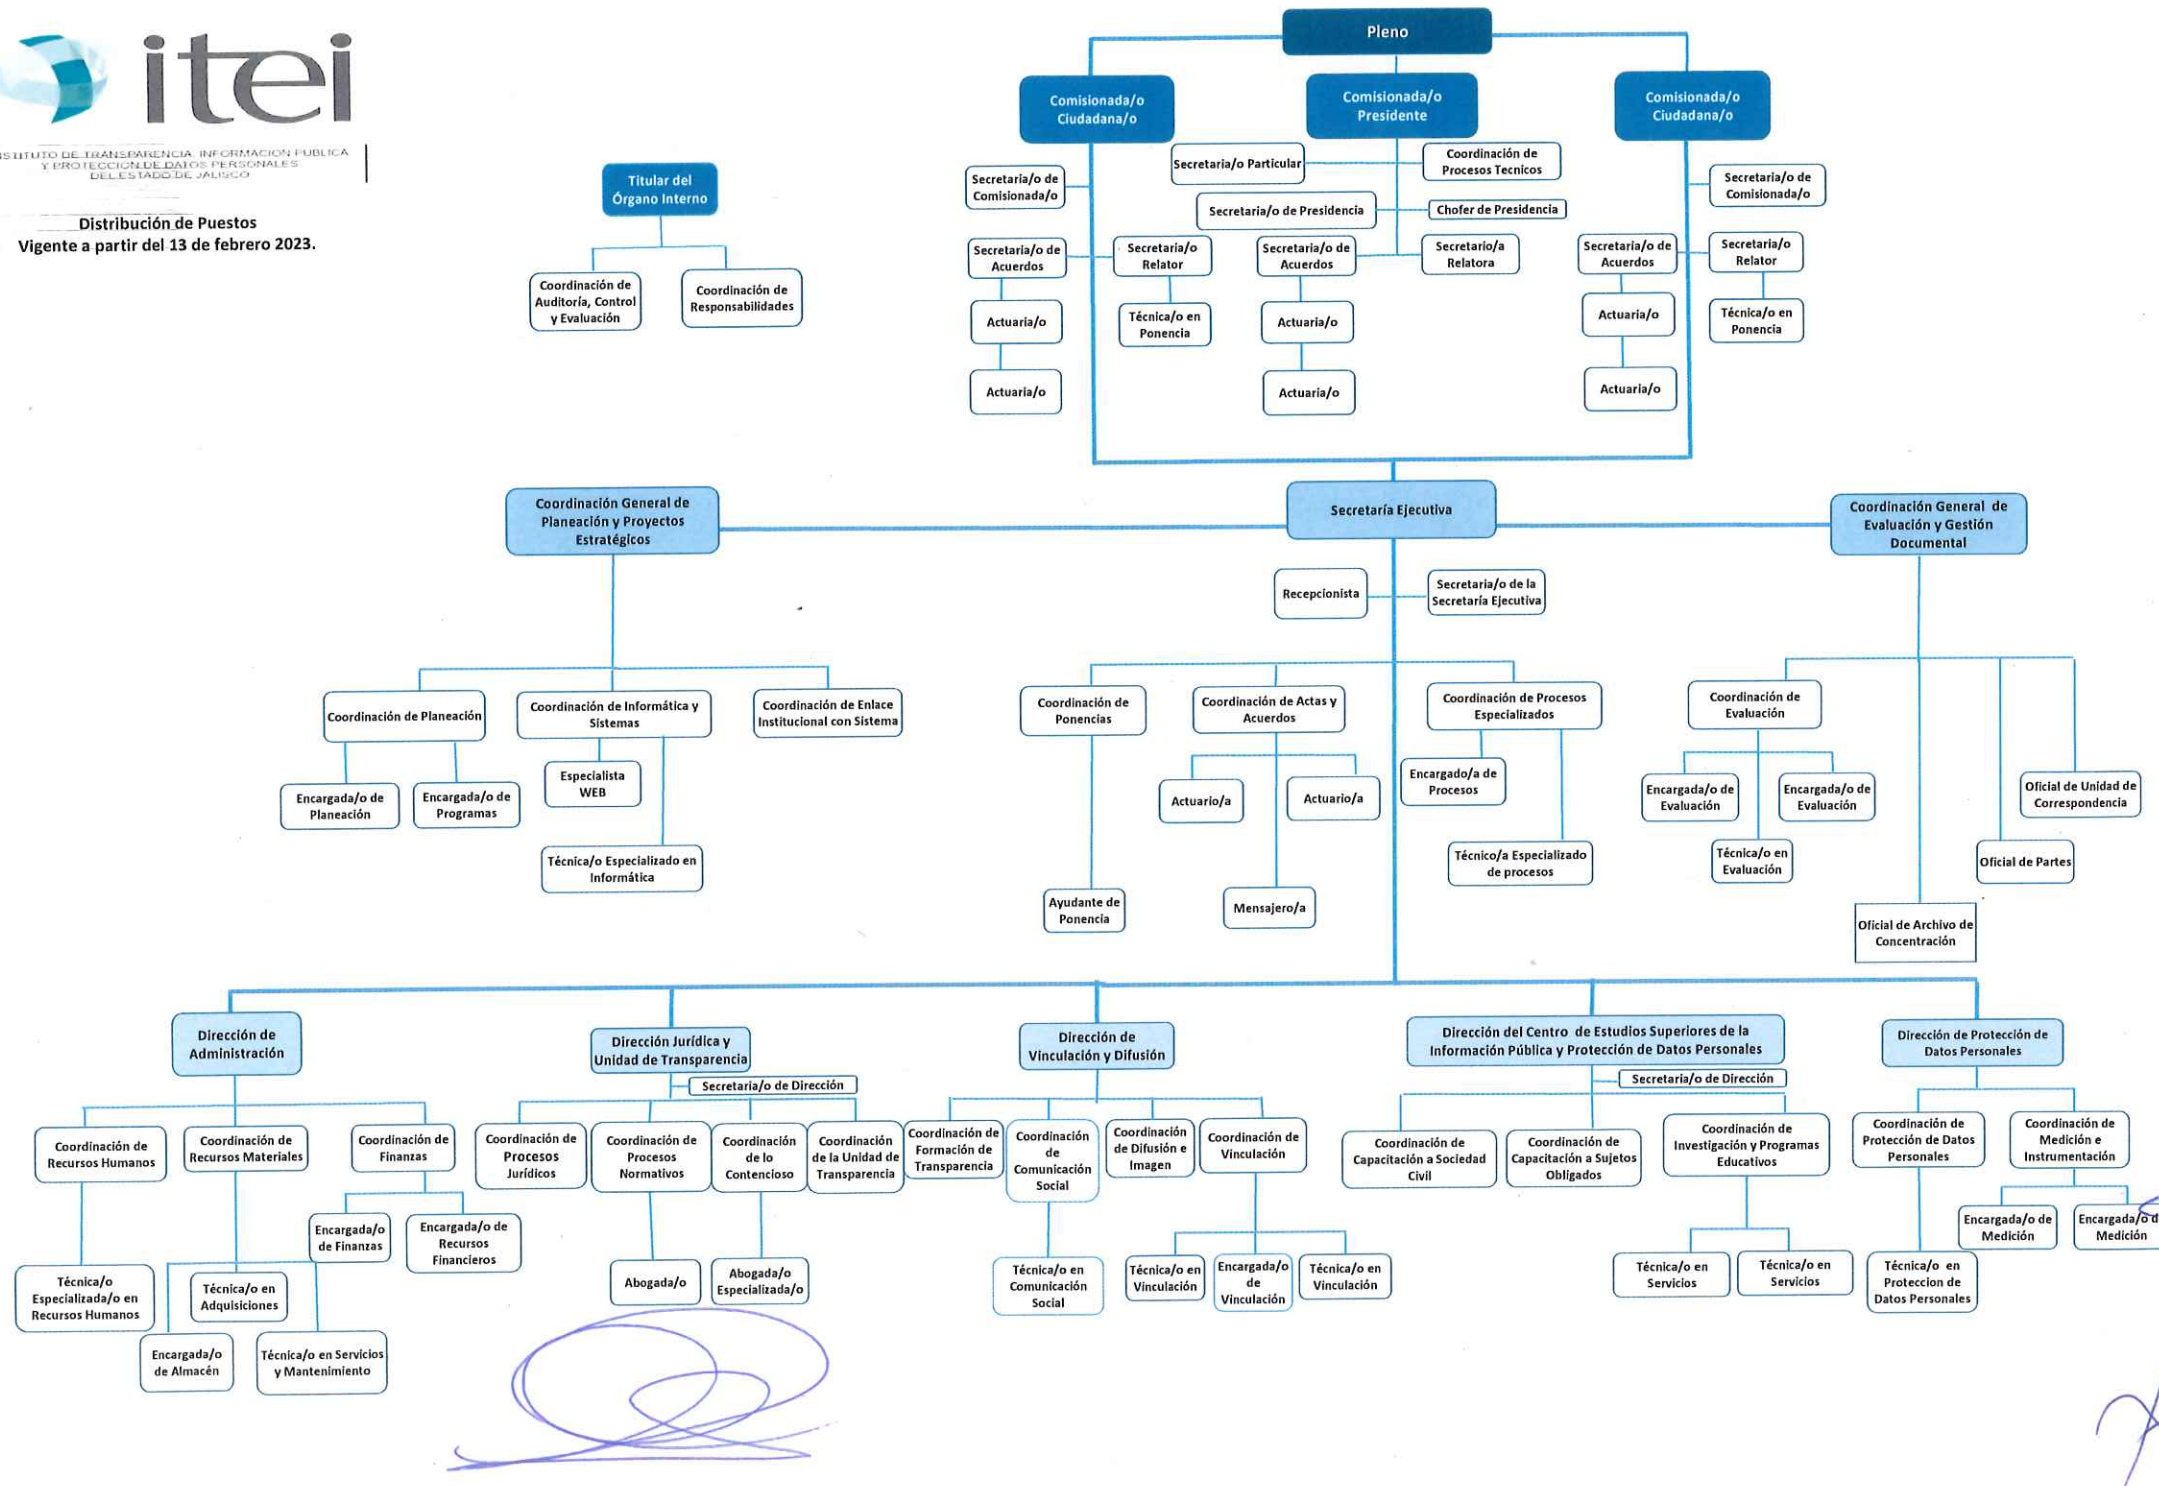 itei
INSTITUTO DE TRANSPARENCIA, INFORMACIÓN PÚBLICA
Y PROTECCIÓN DE DATOS PERSONALES
DEL ESTADO DE JALISCO
Distribución de Puestos
Vigente a partir del 13 de febrero 2023.
Titular del
Órgano Interno
Coordinación de
Auditoría, Control
y Evaluación
Coordinación de
Responsabilidades
Pleno
Comisionada/o
Ciudadana/o
Comisionada/o
Presidente
Comisionada/o
Ciudadana/o
Secretaria/o de
Comisionada/o
Secretaria/o Particular
Coordinación de
Procesos Tecnicos
Secretaria/o de
Comisionada/o
Secretaria/o de Presidencia
Chofer de Presidencia
Secretaria/o de
Acuerdos
Secretaria/o
Relator
Secretaria/o de
Acuerdos
Secretario/a
Relatora
Secretaria/o de
Acuerdos
Secretaria/o
Relator
Actuaria/o
Técnica/o en
Ponencia
Actuaria/o
Actuaria/o
Técnica/o en
Ponencia
Actuaria/o
Actuaria/o
Actuaria/o
Coordinación General de
Planeación y Proyectos
Estratégicos
Secretaría Ejecutiva
Coordinación General de
Evaluación y Gestión
Documental
Recepcionista
Secretaria/o de la
Secretaría Ejecutiva
Coordinación de Planeación
Coordinación de Informática y
Sistemas
Coordinación de Enlace
Institucional con Sistema
Encargada/o de
Planeación
Encargada/o de
Programas
Especialista
WEB
Técnica/o Especializado en
Informática
Coordinación de
Ponencias
Coordinación de Actas y
Acuerdos
Coordinación de Procesos
Especializados
Actuario/a
Actuario/a
Encargado/a de
Procesos
Técnico/a Especializado
de procesos
Ayudante de
Ponencia
Mensajero/a
Coordinación de
Evaluación
Encargada/o de
Evaluación
Encargada/o de
Evaluación
Técnica/o en
Evaluación
Oficial de Unidad de
Correspondencia
Oficial de Partes
Oficial de Archivo de
Concentración
Dirección de
Administración
Dirección Jurídica y
Unidad de Transparencia
Dirección de
Vinculación y Difusión
Dirección del Centro de Estudios Superiores de la
Información Pública y Protección de Datos Personales
Dirección de Protección de
Datos Personales
Secretaria/o de Dirección
Secretaria/o de Dirección
Coordinación de
Recursos Humanos
Coordinación de
Recursos Materiales
Coordinación de
Finanzas
Coordinación de
Procesos
Jurídicos
Coordinación de
Procesos
Normativos
Coordinación
de lo
Contencioso
Coordinación
de la Unidad de
Transparencia
Coordinación de
Formación de
Transparencia
Coordinación
de
Comunicación
Social
Coordinación
de Difusión e
Imagen
Coordinación de
Vinculación
Coordinación de
Capacitación a Sociedad
Civil
Coordinación de
Capacitación a Sujetos
Obligados
Coordinación de
Investigación y Programas
Educativos
Coordinación de
Protección de Datos
Personales
Coordinación de
Medición e
Instrumentación
Encargada/o
de Finanzas
Encargada/o de
Recursos
Financieros
Técnica/o
Especializada/o en
Recursos Humanos
Técnica/o en
Adquisiciones
Encargada/o
de Almacén
Técnica/o en Servicios
y Mantenimiento
Abogada/o
Abogada/o
Especializada/o
Técnica/o en
Comunicación
Social
Técnica/o en
Vinculación
Encargada/o
de
Vinculación
Técnica/o en
Vinculación
Técnica/o en
Servicios
Técnica/o en
Servicios
Técnica/o en
Proteccion de
Datos Personales
Encargada/o de
Medición
Encargada/o d
Medición